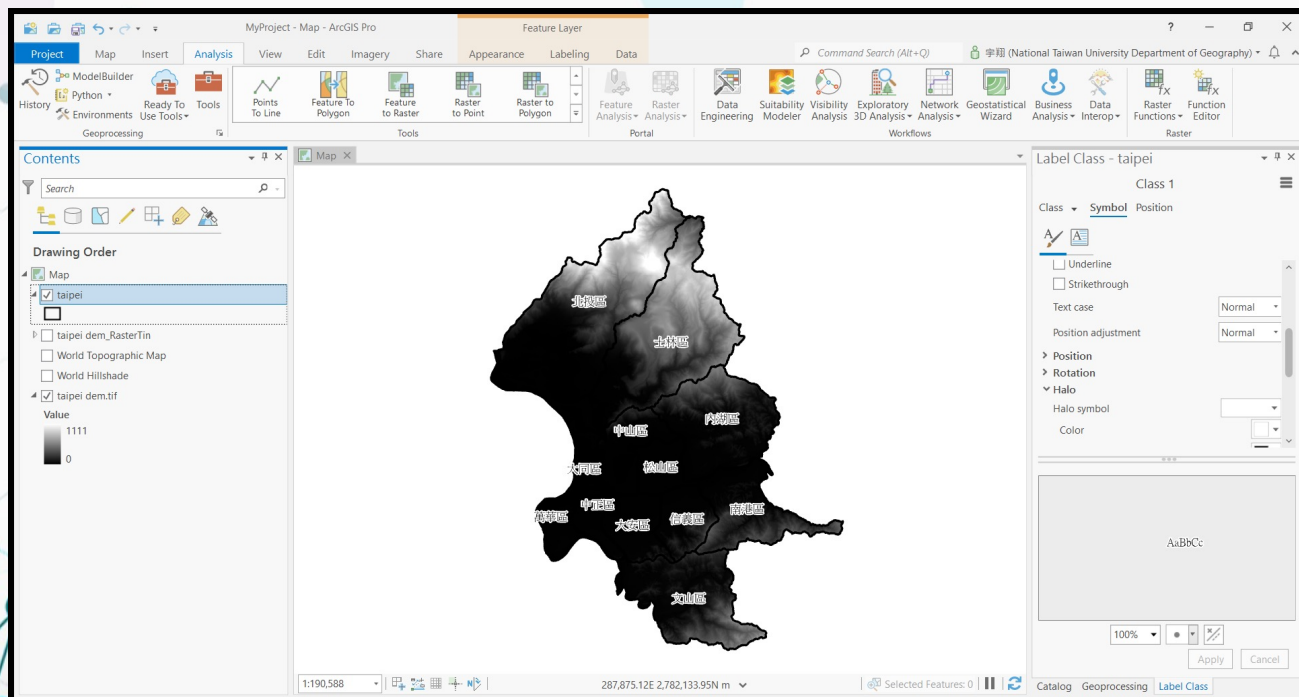 MyProject - Map - ArcGIS Pro
Feature Layer
?
Project Map Insert Analysis View Edit Imagery Share Appearance Labeling Data
Command Search (Alt+Q)
宇翔 (National Taiwan University Department of Geography)
History
ModelBuilder
Python
Environments
Ready To Use Tools
Tools
Geoprocessing
Points To Line
Feature To Polygon
Feature to Raster
Raster to Point
Raster to Polygon
Tools
Feature Analysis
Raster Analysis
Portal
Data Engineering
Suitability Modeler
Visibility Analysis
Exploratory 3D Analysis
Network Analysis
Geostatistical Wizard
Business Analysis
Data Interop
Workflows
Raster Functions
Function Editor
Raster
Contents
Search
Drawing Order
Map
taipei
taipei dem_RasterTin
World Topographic Map
World Hillshade
taipei dem.tif
Value
1111
0
Map
北投區
士林區
內湖區
中山區
大同區
松山區
中正區
萬華區
大安區
信義區
南港區
文山區
1:190,588
287,875.12E 2,782,133.95N m
Selected Features: 0
Label Class - taipei
Class 1
Class Symbol Position
Underline
Strikethrough
Text case Normal
Position adjustment Normal
Position
Rotation
Halo
Halo symbol
Color
AaBbCc
100%
Apply Cancel
Catalog Geoprocessing Label Class